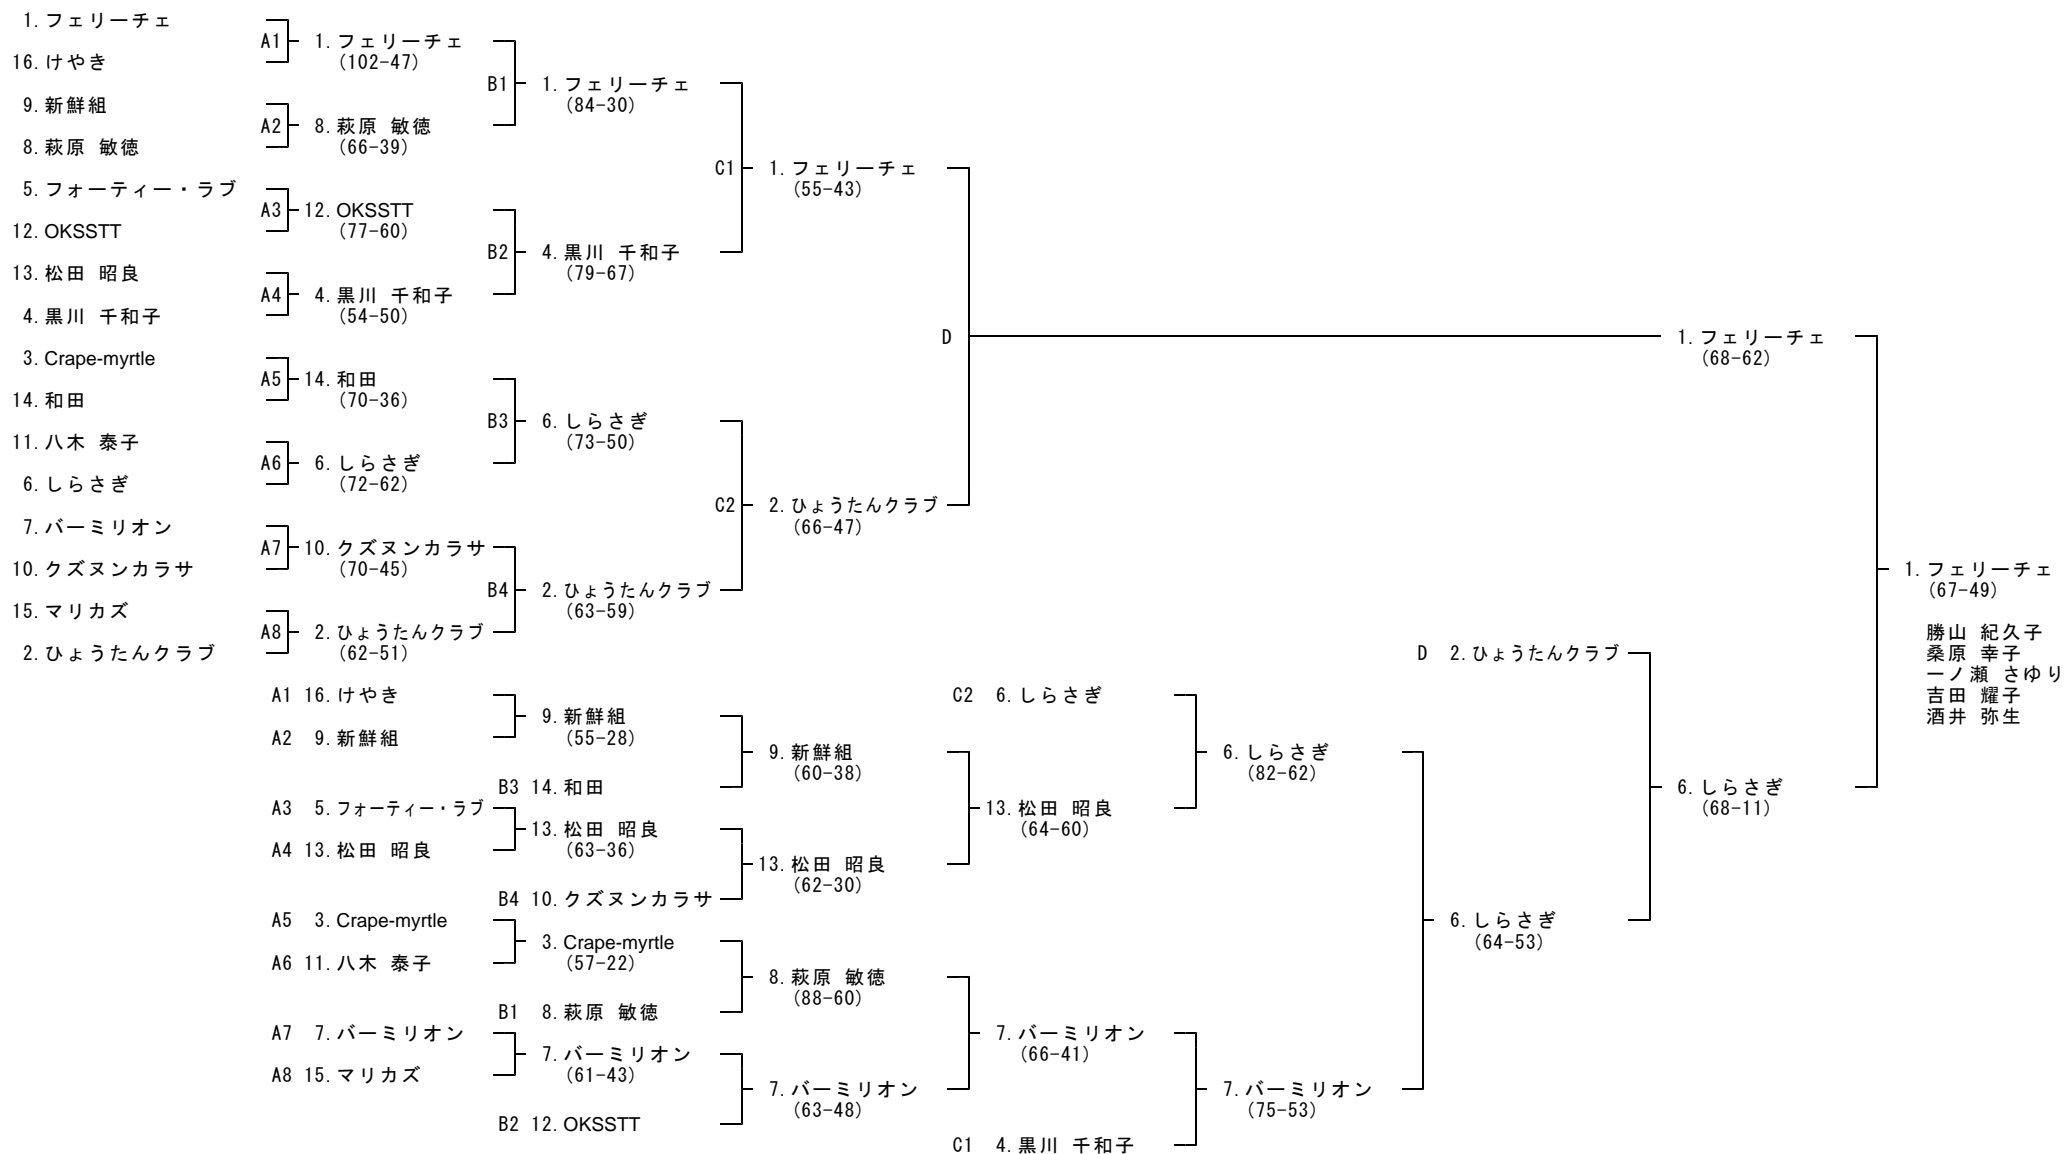 1. フェリーチェ
A1
1. フェリーチェ
16. けやき
(102-47)
B1
1. フェリーチェ
9. 新鮮組
(84-30)
A2
8. 萩原 敏徳
8. 萩原 敏徳
(66-39)
C1
1. フェリーチェ
5. フォーティー・ラブ
(55-43)
A3
12. OKSSTT
12. OKSSTT
(77-60)
B2
4. 黒川 千和子
13. 松田 昭良
(79-67)
A4
4. 黒川 千和子
4. 黒川 千和子
(54-50)
D
1. フェリーチェ
3. Crape-myrtle
(68-62)
A5
14. 和田
14. 和田
(70-36)
B3
6. しらさぎ
11. 八木 泰子
(73-50)
A6
6. しらさぎ
6. しらさぎ
(72-62)
C2
2. ひょうたんクラブ
7. バーミリオン
(66-47)
A7
10. クズヌンカラサ
10. クズヌンカラサ
(70-45)
1. フェリーチェ
B4
2. ひょうたんクラブ
(67-49)
15. マリカズ
(63-59)
A8
2. ひょうたんクラブ
勝山 紀久子
2. ひょうたんクラブ
(62-51)
D 2. ひょうたんクラブ
桑原 幸子
一ノ瀬 さゆり
A1 16. けやき
C2 6. しらさぎ
吉田 耀子
9. 新鮮組
酒井 弥生
A2 9. 新鮮組
(55-28)
9. 新鮮組
6. しらさぎ
(60-38)
(82-62)
B3 14. 和田
6. しらさぎ
A3 5. フォーティー・ラブ
13. 松田 昭良
(68-11)
13. 松田 昭良
(64-60)
A4 13. 松田 昭良
(63-36)
13. 松田 昭良
(62-30)
B4 10. クズヌンカラサ
A5 3. Crape-myrtle
6. しらさぎ
3. Crape-myrtle
(64-53)
A6 11. 八木 泰子
(57-22)
8. 萩原 敏徳
(88-60)
B1 8. 萩原 敏徳
A7 7. バーミリオン
7. バーミリオン
7. バーミリオン
(66-41)
A8 15. マリカズ
(61-43)
7. バーミリオン
7. バーミリオン
(63-48)
(75-53)
B2 12. OKSSTT
C1 4. 黒川 千和子